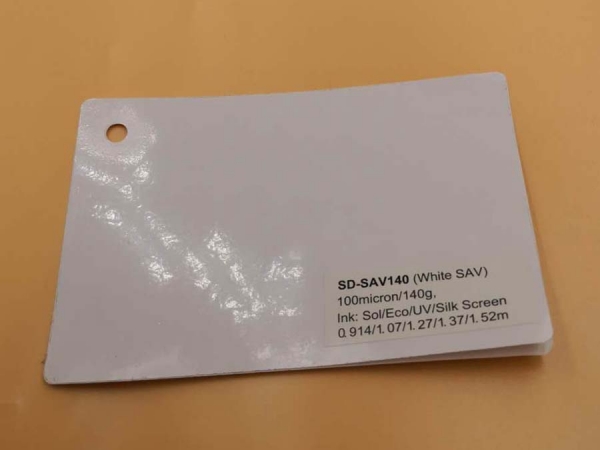 SD-SAV140 (White SAV)
100micron/140g,
Ink: Sol/Eco/UV/Silk Screen
0.914/1.07/1.27/1.37/1.52m